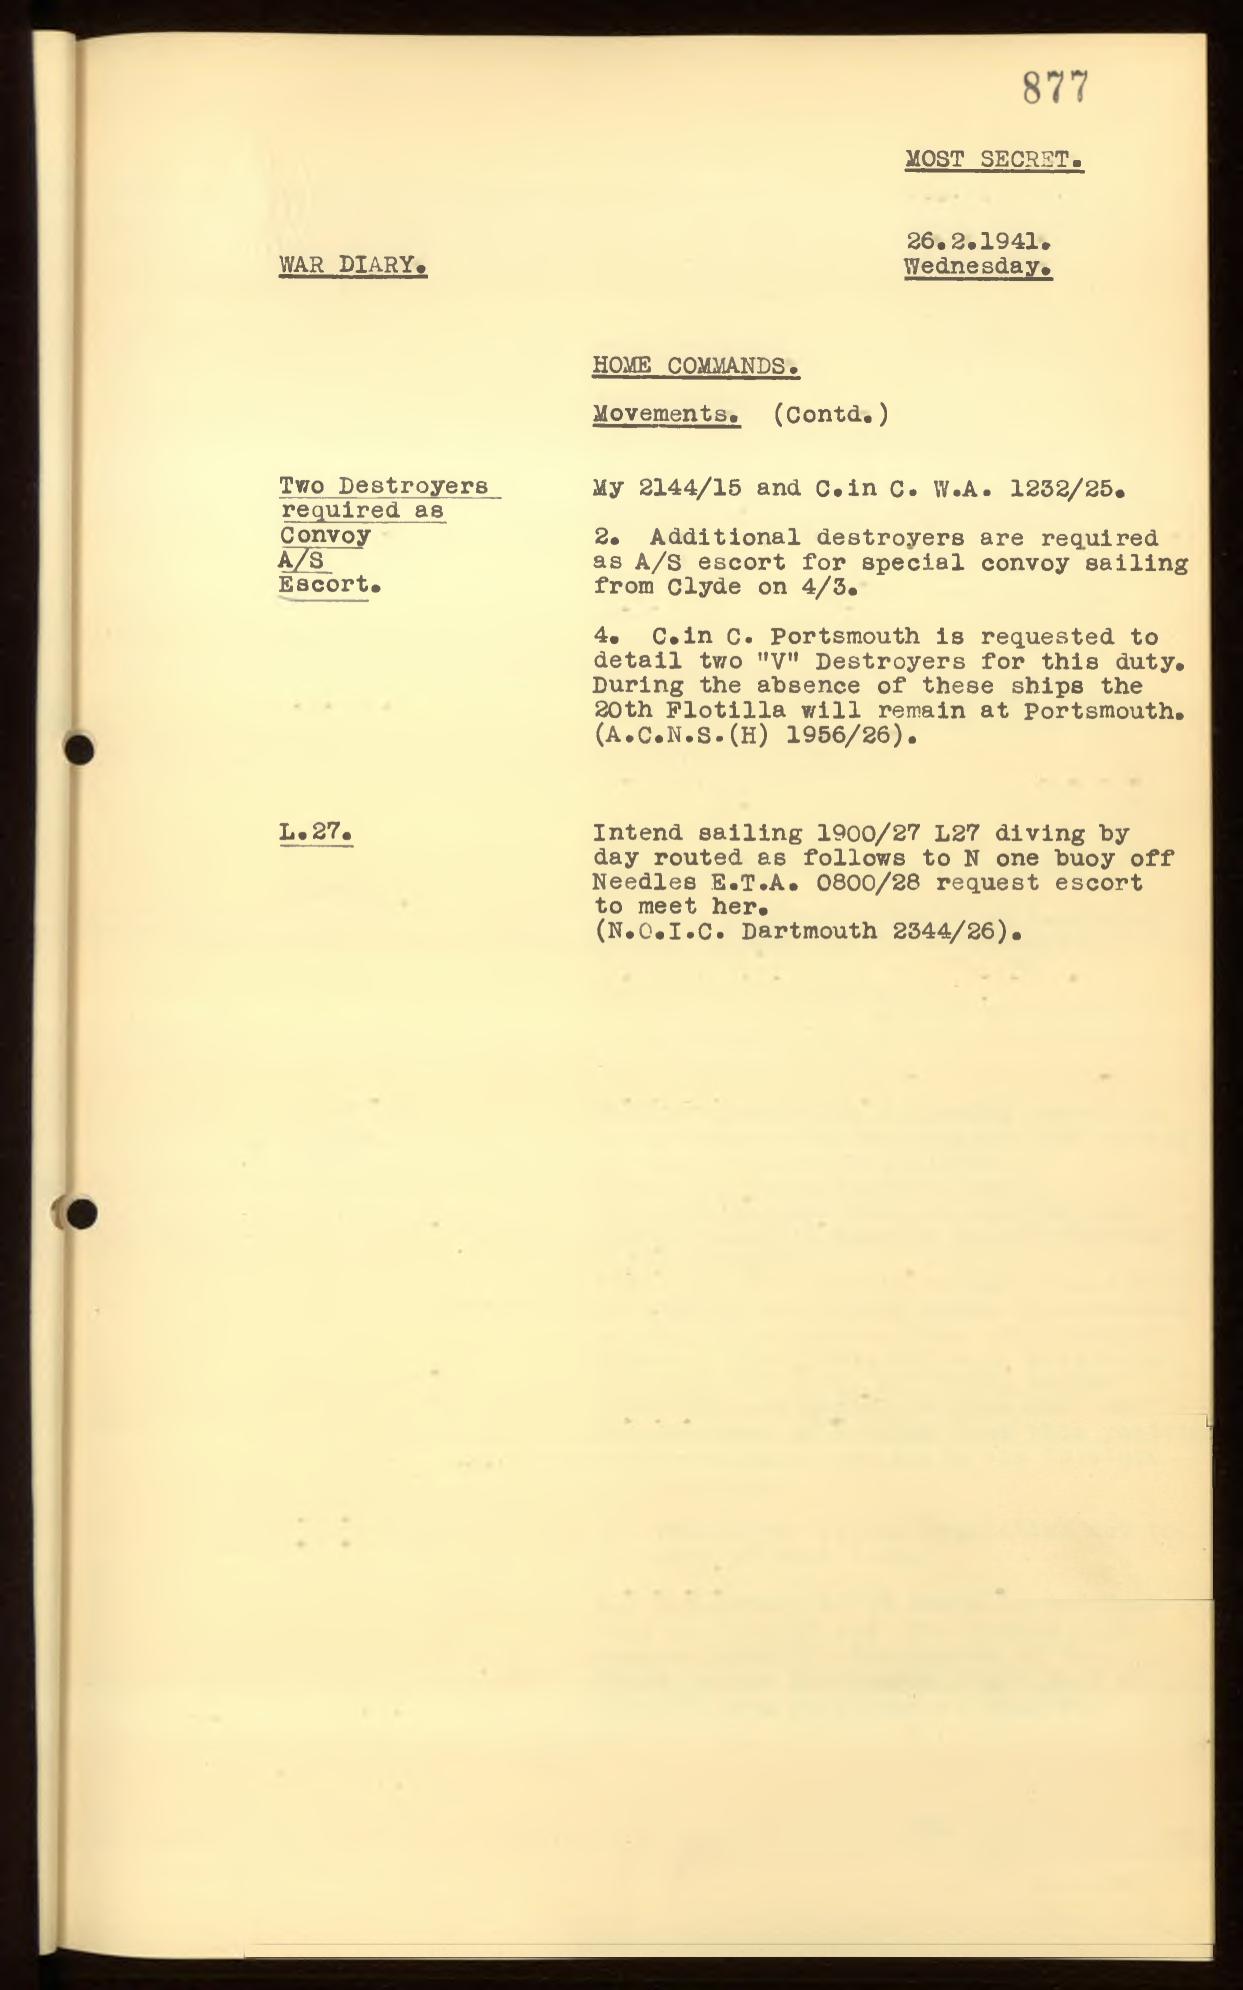 877
MOST SECRET.
26.2.1941.
WAR DIARY.
Wednesday.
HOME COMMANDS.
Movements. (Contd.)
Two Destroyers
required as
Convoy
A/S
Escort.
My 2144/15 and C.in C. W.A. 1232/25.
2. Additional destroyers are required
as A/S escort for special convoy sailing
from Clyde on 4/3.
4. C.in C. Portsmouth is requested to
detail two "V" Destroyers for this duty.
During the absence of these ships the
20th Flotilla will remain at Portsmouth.
(A.C.N.S.(H) 1956/26).
L.27.
Intend sailing 1900/27 L27 diving by
day routed as follows to N one buoy off
Needles E.T.A. 0800/28 request escort
to meet her.
(N.O.I.C. Dartmouth 2344/26).